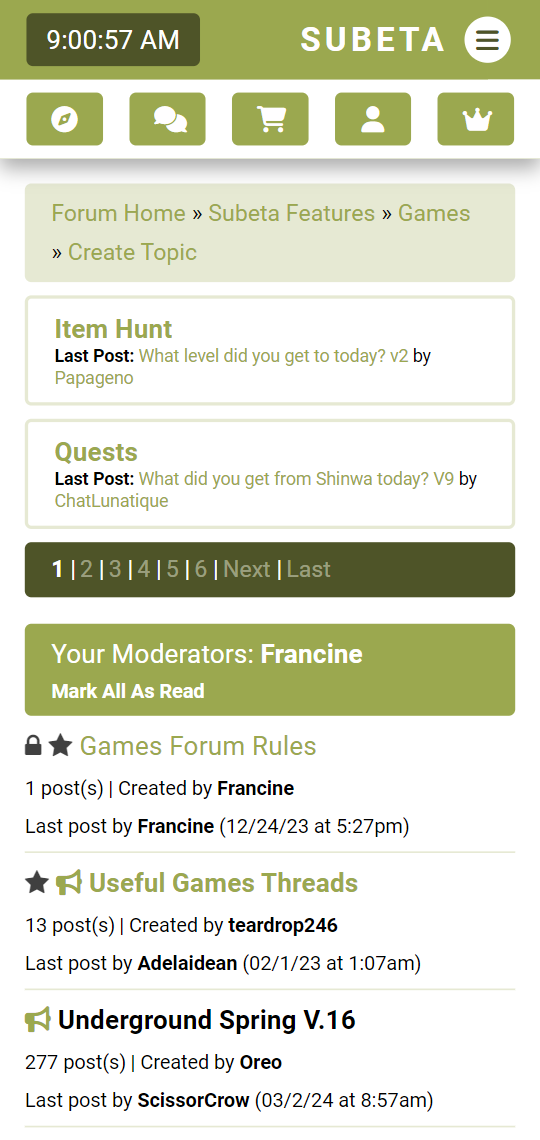 9:00:57 AM
SUBETA
Forum Home » Subeta Features » Games
» Create Topic
Item Hunt
Last Post: What level did you get to today? v2 by
Papageno
Quests
Last Post: What did you get from Shinwa today? V9 by
ChatLunatique
1 | 2 | 3 | 4 | 5 | 6 | Next | Last
Your Moderators: Francine
Mark All As Read
Games Forum Rules
1 post(s) | Created by Francine
Last post by Francine (12/24/23 at 5:27pm)
Useful Games Threads
13 post(s) | Created by teardrop246
Last post by Adelaidean (02/1/23 at 1:07am)
Underground Spring V.16
277 post(s) | Created by Oreo
Last post by ScissorCrow (03/2/24 at 8:57am)